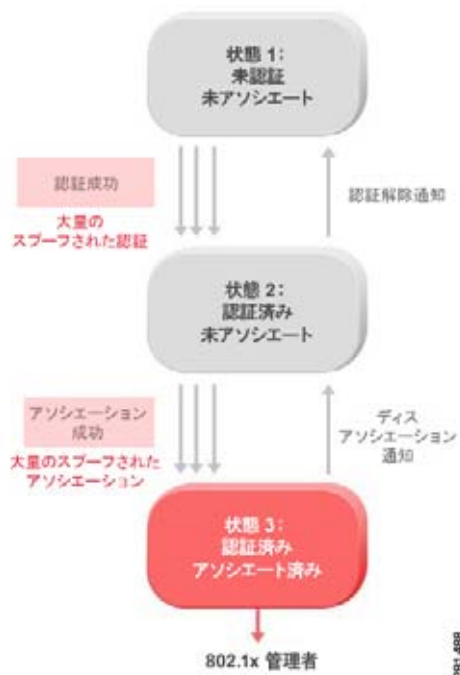 状態 1:
未認証
未アソシエート
認証成功
大量の
スプーフされた認証
認証解除通知
状態 2:
認証済み
未アソシエート
アソシエーション
成功
大量のスプーフされた
アソシエーション
ディス
アソシエーション
通知
状態 3:
認証済み
アソシエート済み
802.1x 管理者